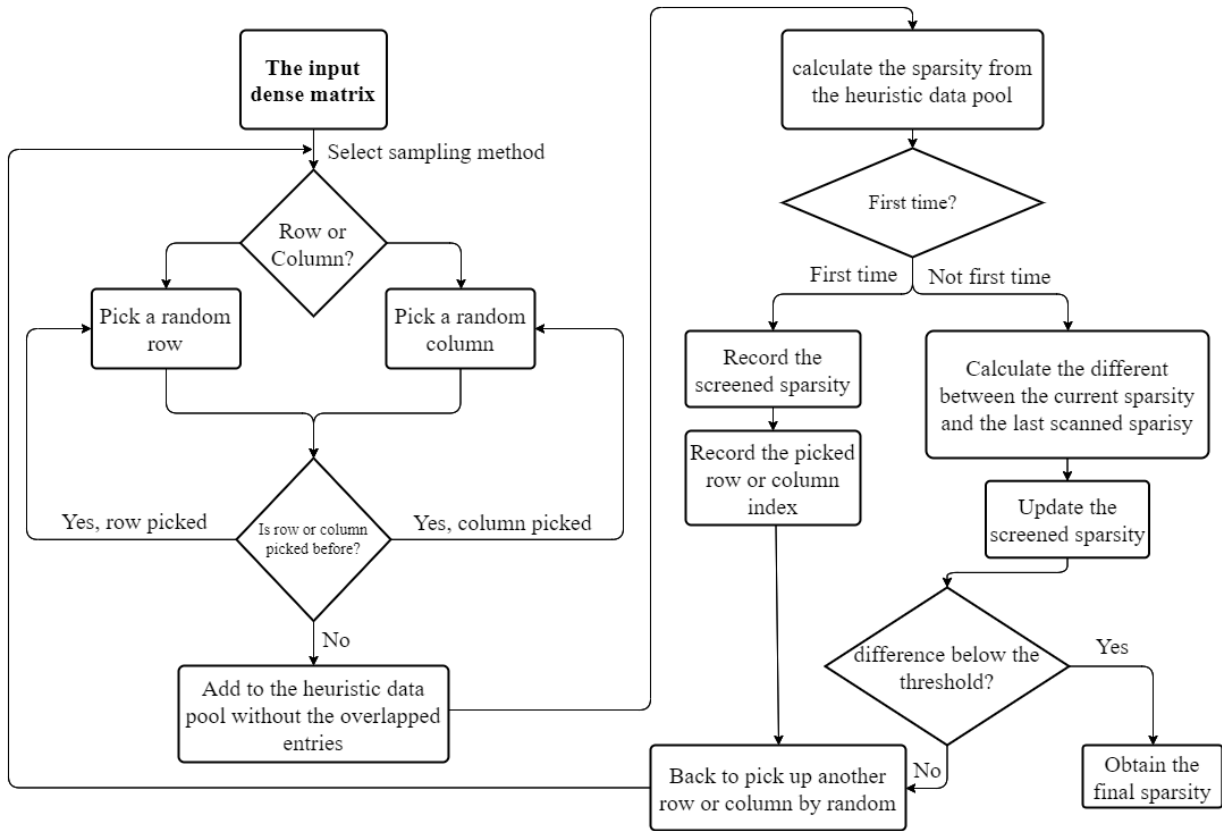 The input
dense matrix
Select sampling method
Row or
Column?
Pick a random
row
Pick a random
column
Yes, row picked
Is row or column
picked before?
Yes, column picked
No
Add to the heuristic data
pool without the overlapped
entries
calculate the sparsity from
the heuristic data pool
First time?
First time
Not first time
Record the
screened sparsity
Record the picked
row or column
index
Calculate the different
between the current sparsity
and the last scanned sparisy
Update the
screened sparsity
difference below the
threshold?
Yes
No
Back to pick up another
row or column by random
Obtain the
final sparsity